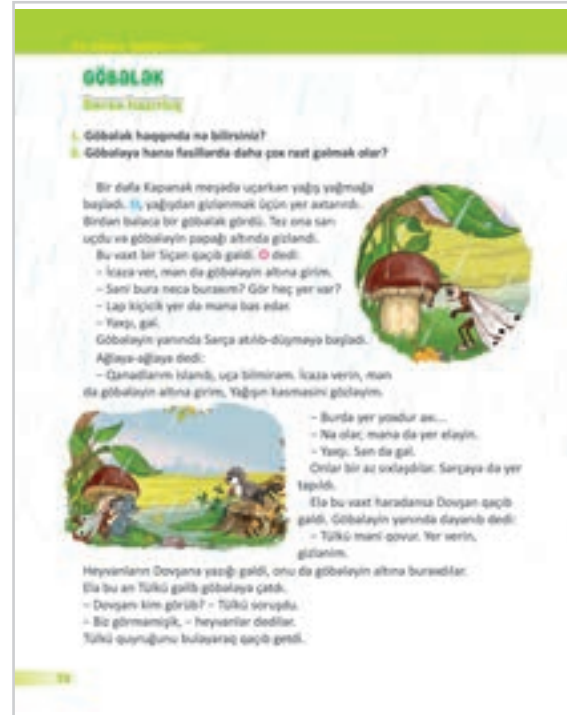 GÖBƏLƏK
Dərsə hazırlıq
1. Göbələk haqqında nə bilirsiniz?
2. Göbələyə hansı fəsillərdə daha çox rast gəlmək olar?
Bir dəfə Kəpənək meşədə uçarkən yağış yağmağa
başladı. O, yağışdan gizlənmək üçün yer axtarırdı.
Birdən balaca bir göbələk gördü. Tez ona sarı
uçdu və göbələyin papağı altında gizləndi.
Bu vaxt bir Siçan qaçıb gəldi. O dedi:
– İcazə ver, mən də göbələyin altına girim.
– Səni bura necə buraxım? Gör heç yer var?
– Lap kiçicik yer də mənə bəs edər.
– Yaxşı, gəl.
Göbələyin yanında Sərçə atılıb-düşməyə başladı.
Ağlaya-ağlaya dedi:
– Qanadlarım islanıb, uça bilmirəm. İcazə verin, mən
də göbələyin altına girim, Yağışın kəsməsini gözləyim.
– Burda yer yoxdur axı...
– Nə olar, mənə də yer eləyin.
– Yaxşı. Sən də gəl.
Onlar bir az sıxlaşdılar. Sərçəyə də yer
tapıldı.
Elə bu vaxt haradansa Dovşan qaçıb
gəldi. Göbələyin yanında dayanıb dedi:
– Tülkü məni qovur. Yer verin,
gizlənim.
Heyvanların Dovşana yazığı gəldi, onu da göbələyin altına buraxdılar.
Elə bu an Tülkü gəlib göbələyə çatdı.
– Dovşanı kim görüb? – Tülkü soruşdu.
– Biz görməmişik, – heyvanlar dedilər.
Tülkü quyruğunu bulayaraq qaçıb getdi.